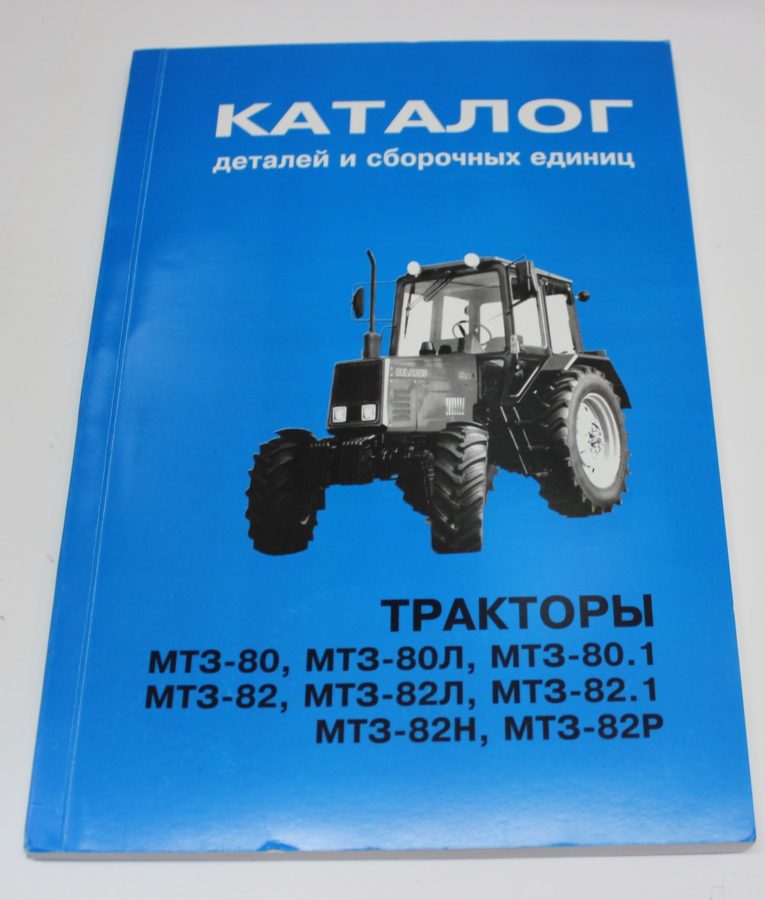 КАТАЛОГ
деталей и сборочных единиц
BELARUS
ТРАКТОРЫ
МТЗ-80, МТЗ-80Л, МТЗ-80.1
МТЗ-82, МТЗ-82Л, МТЗ-82.1
МТЗ-82Н, МТЗ-82Р